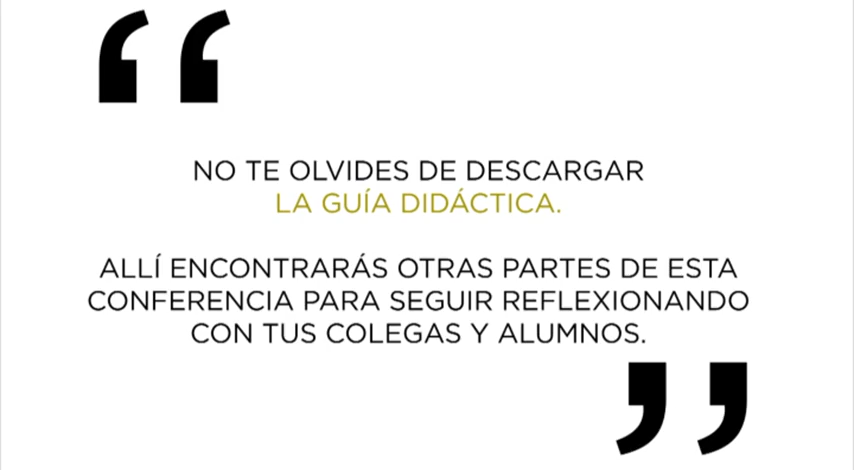 NO TE OLVIDES DE DESCARGAR
LA GUÍA DIDÁCTICA.
ALLÍ ENCONTRARÁS OTRAS PARTES DE ESTA
CONFERENCIA PARA SEGUIR REFLEXIONANDO
CON TUS COLEGAS Y ALUMNOS.